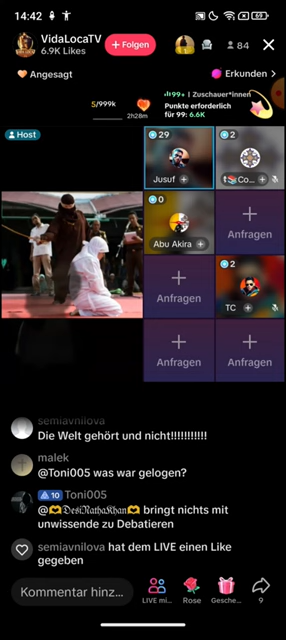 14:42
69
VidaLocaTV
6.9K Likes
+ Folgen
84
Angesagt
Erkunden >
5/999k
2h28m
99+ | Zuschauer*innen
Punkte erforderlich
für 99: 6.6K
Host
29
Jusuf
2
Co...
0
Abu Akira
Anfragen
Anfragen
2
TC
Anfragen
Anfragen
semiavnilova
Die Welt gehört und nicht!!!!!!!!!!!
malek
@Toni005 was war gelogen?
10 Toni005
@🫶𝔇𝔢𝔰𝔦𝔑𝔞𝔱𝔥𝔞𝔎𝔥𝔞𝔫🫶 bringt nichts mit
unwissende zu Debatieren
semiavnilova hat dem LIVE einen Like
gegeben
Kommentar hinz...
LIVE mi...
Rose
Gesche...
9